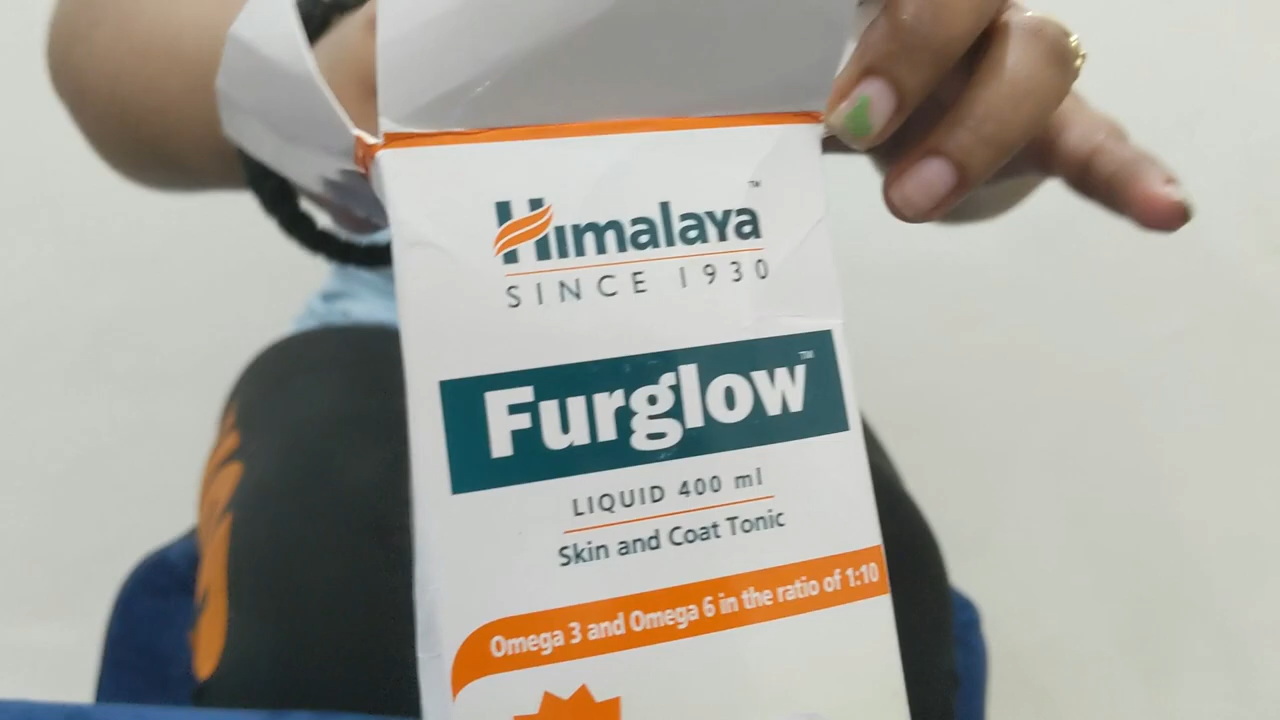 Himalaya™
SINCE 1930
Furglow™
LIQUID 400 ml
Skin and Coat Tonic
Omega 3 and Omega 6 in the ratio of 1:10